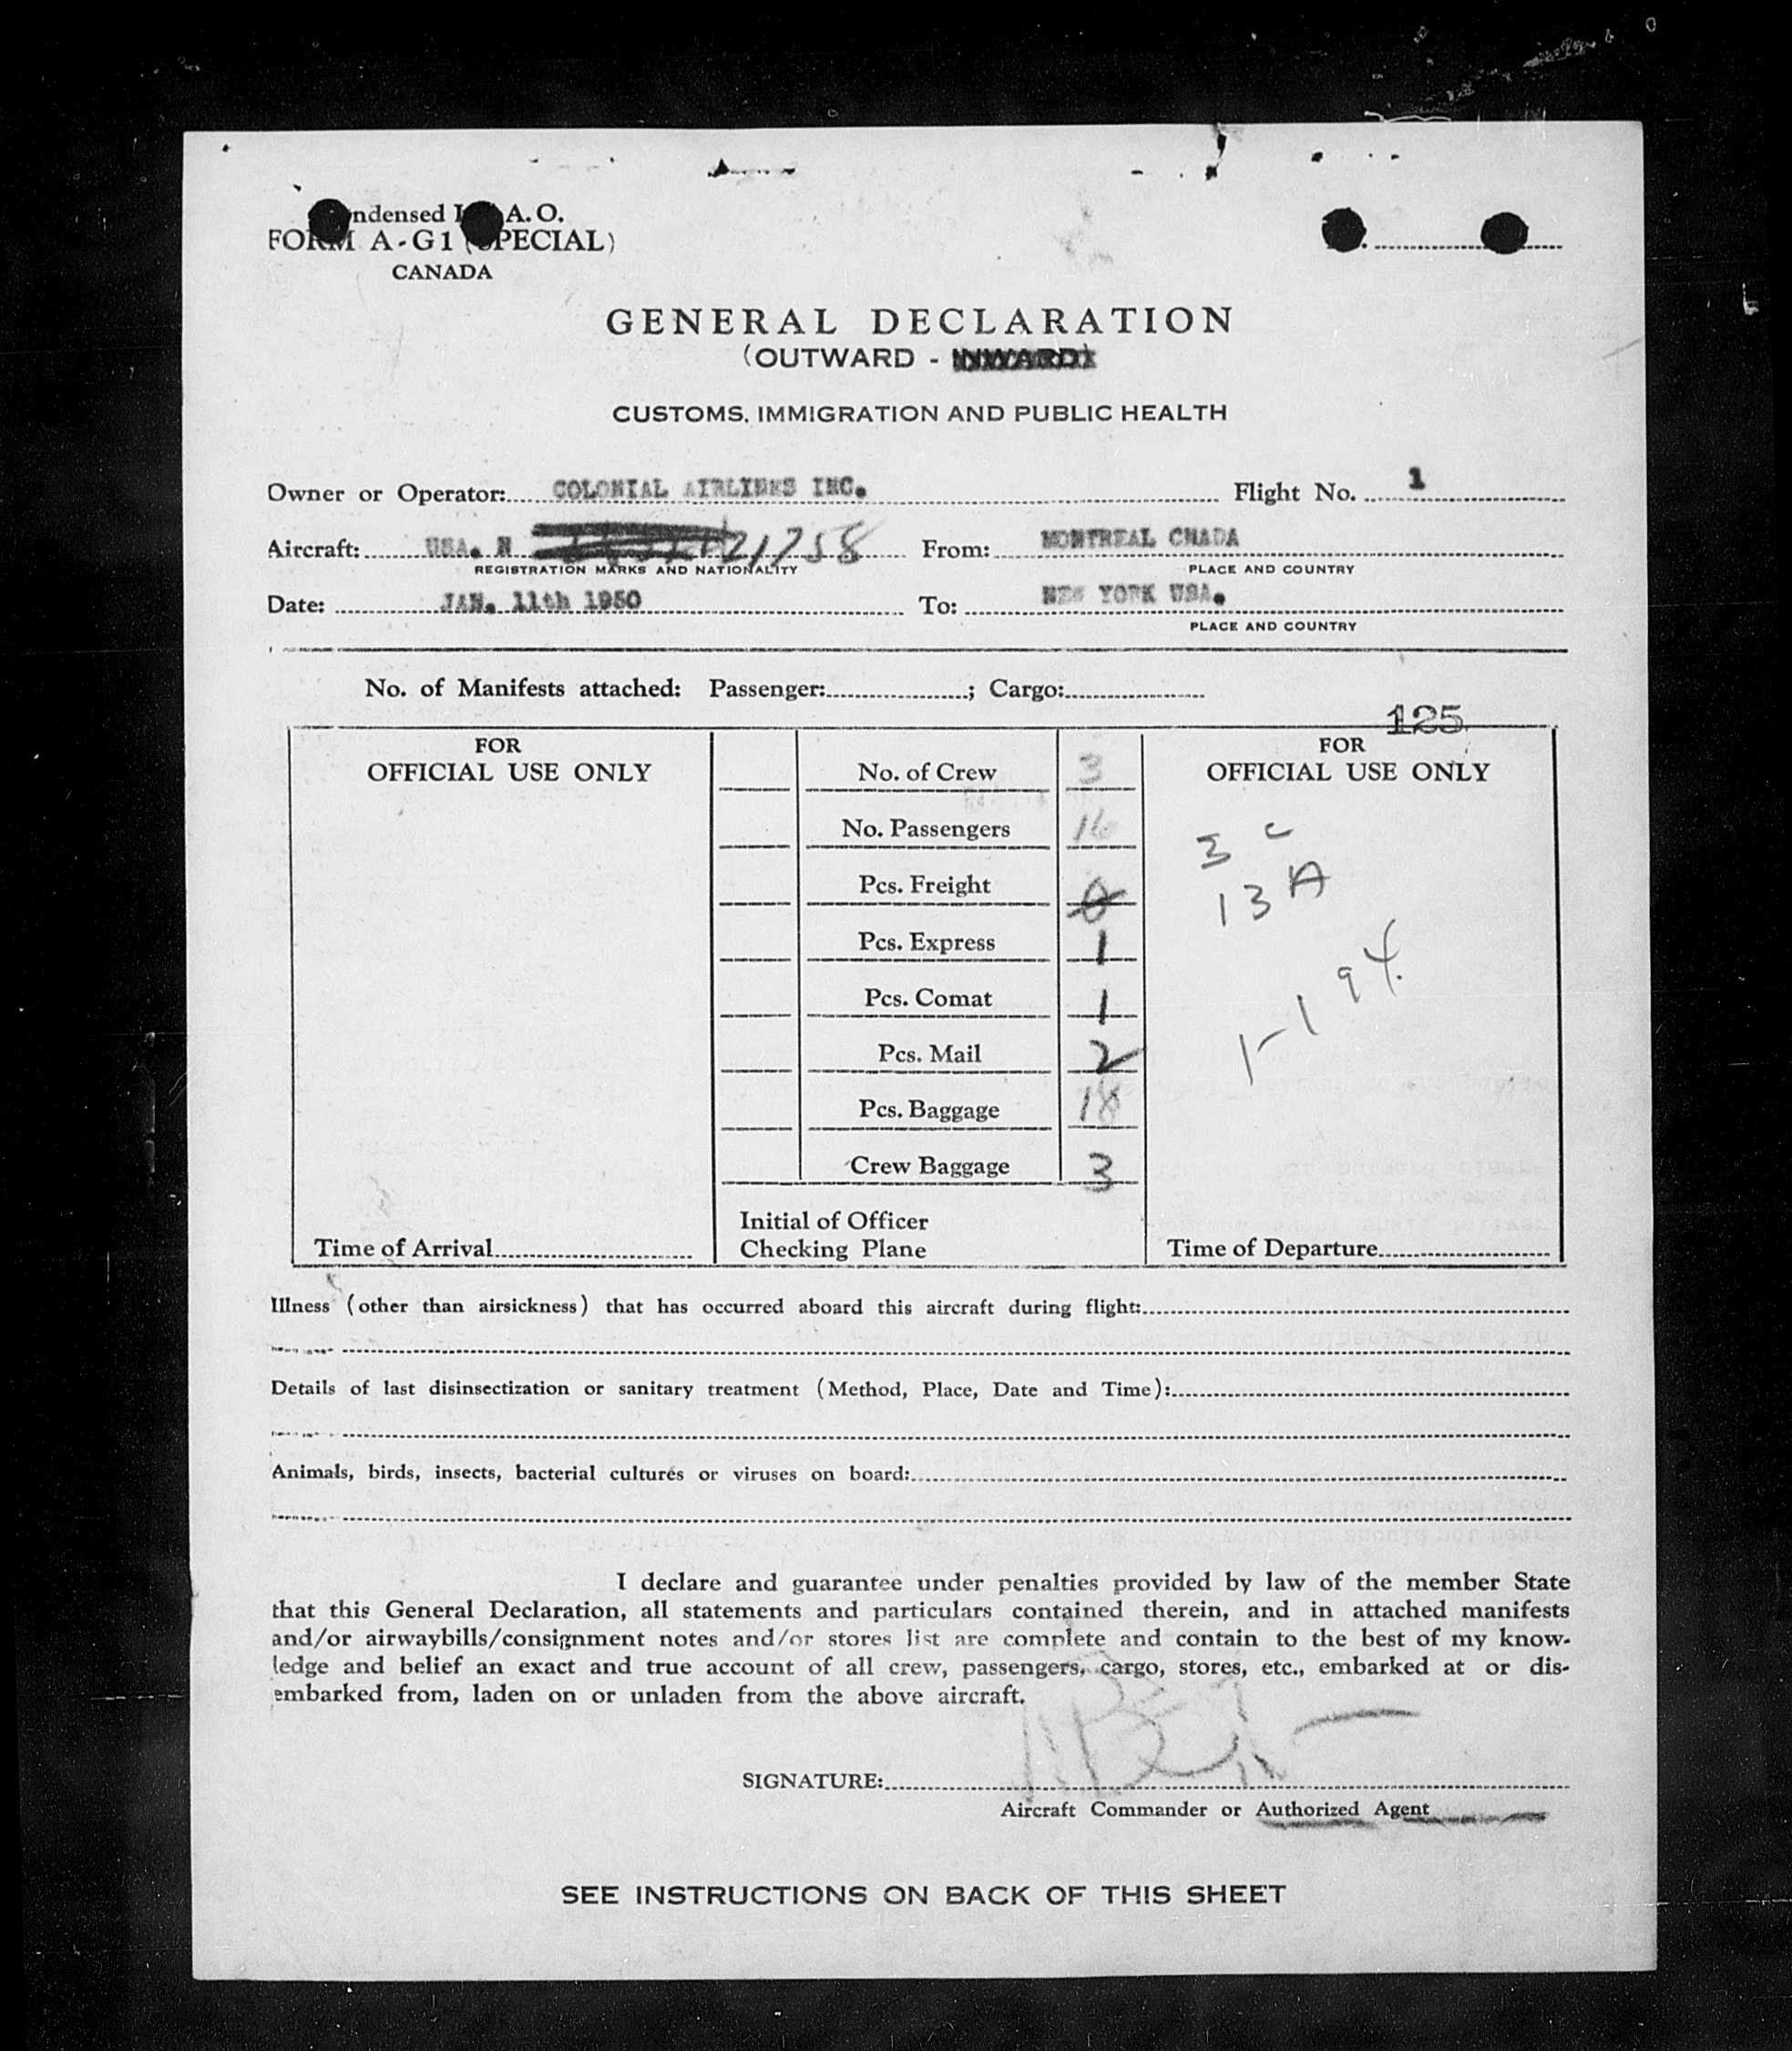 ndensed I A. O.
FORM A-G1 (SPECIAL)
CANADA
GENERAL DECLARATION
(OUTWARD - INWARD)
CUSTOMS, IMMIGRATION AND PUBLIC HEALTH
Owner or Operator: COLONIAL AIRLINES INC. Flight No. 1
Aircraft: USA. N 21758 From: MONTREAL CNADA
REGISTRATION MARKS AND NATIONALITY PLACE AND COUNTRY
Date: JAN. 11th 1950 To: NEW YORK USA.
PLACE AND COUNTRY
No. of Manifests attached: Passenger: ; Cargo:
125
FOR
OFFICIAL USE ONLY
Time of Arrival
No. of Crew 3
No. Passengers 16
Pcs. Freight 0
Pcs. Express 1
Pcs. Comat 1
Pcs. Mail 2
Pcs. Baggage 18
Crew Baggage 3
Initial of Officer
Checking Plane
FOR
OFFICIAL USE ONLY
3 C
13 A
1-1 94.
Time of Departure
Illness (other than airsickness) that has occurred aboard this aircraft during flight:
Details of last disinsectization or sanitary treatment (Method, Place, Date and Time):
Animals, birds, insects, bacterial cultures or viruses on board:
I declare and guarantee under penalties provided by law of the member State
that this General Declaration, all statements and particulars contained therein, and in attached manifests
and/or airwaybills/consignment notes and/or stores list are complete and contain to the best of my know-
ledge and belief an exact and true account of all crew, passengers, cargo, stores, etc., embarked at or dis-
embarked from, laden on or unladen from the above aircraft.
SIGNATURE:
Aircraft Commander or Authorized Agent
SEE INSTRUCTIONS ON BACK OF THIS SHEET